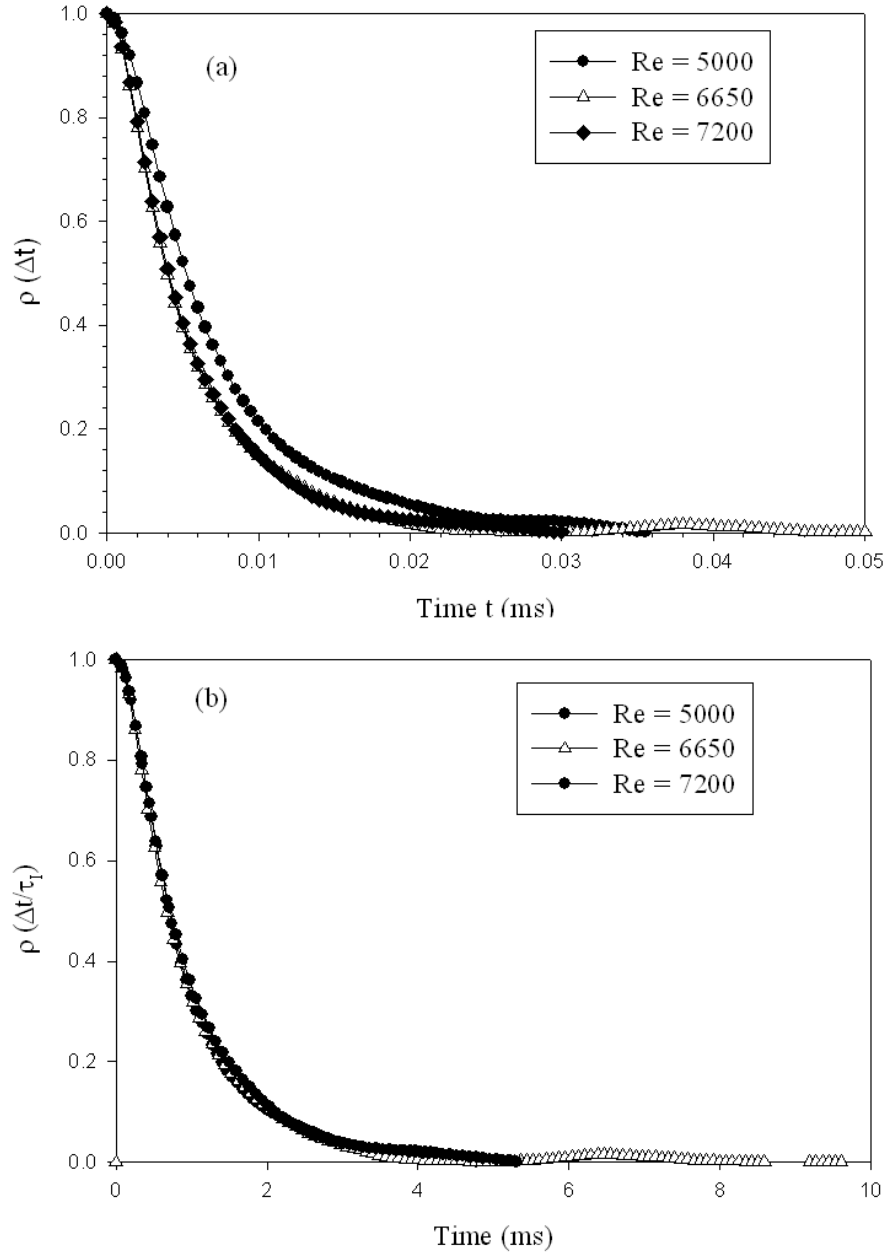 1.0
0.8
0.6
0.4
0.2
0.0
ρ (Δt)
(a)
Re = 5000
Re = 6650
Re = 7200
0.00
0.01
0.02
0.03
0.04
0.05
Time t (ms)
1.0
0.8
0.6
0.4
0.2
0.0
ρ (Δt/τ_I)
(b)
Re = 5000
Re = 6650
Re = 7200
0
2
4
6
8
10
Time (ms)